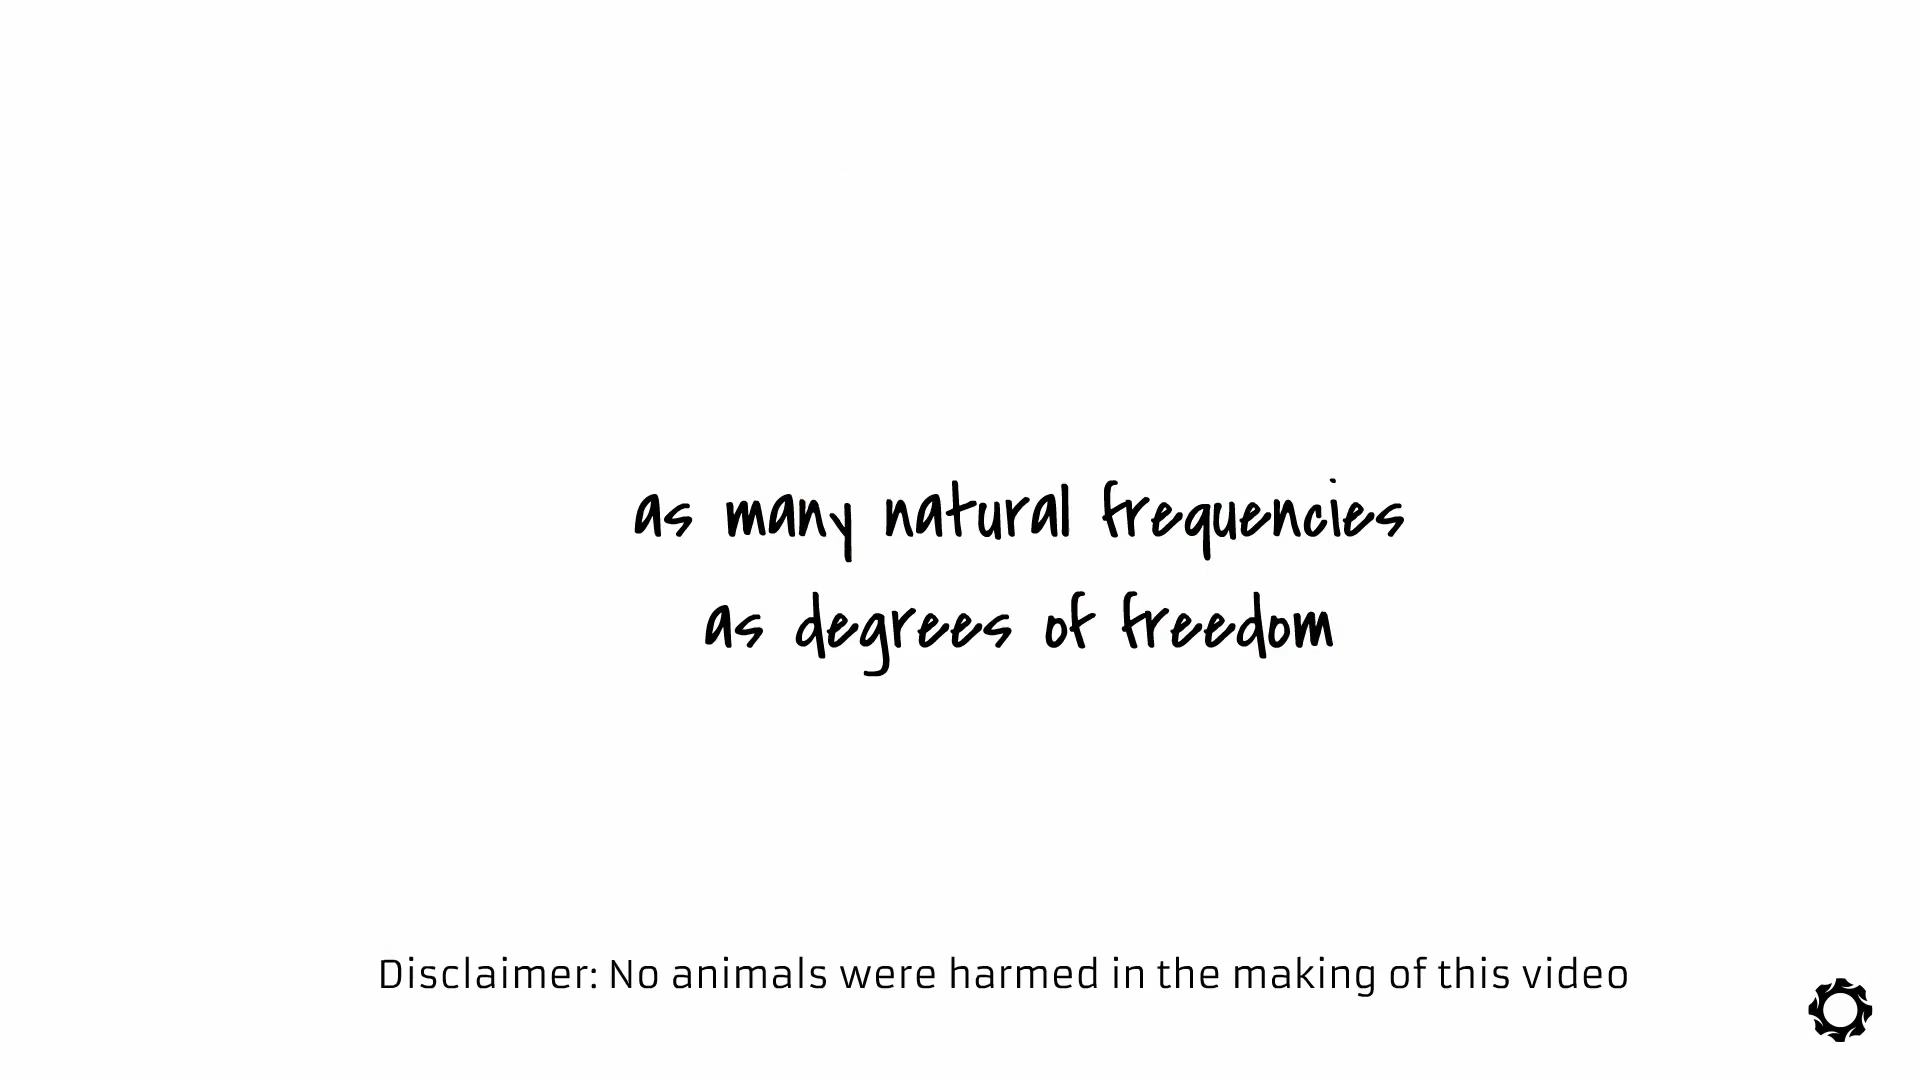 as many natural frequencies
as degrees of freedom
Disclaimer: No animals were harmed in the making of this video